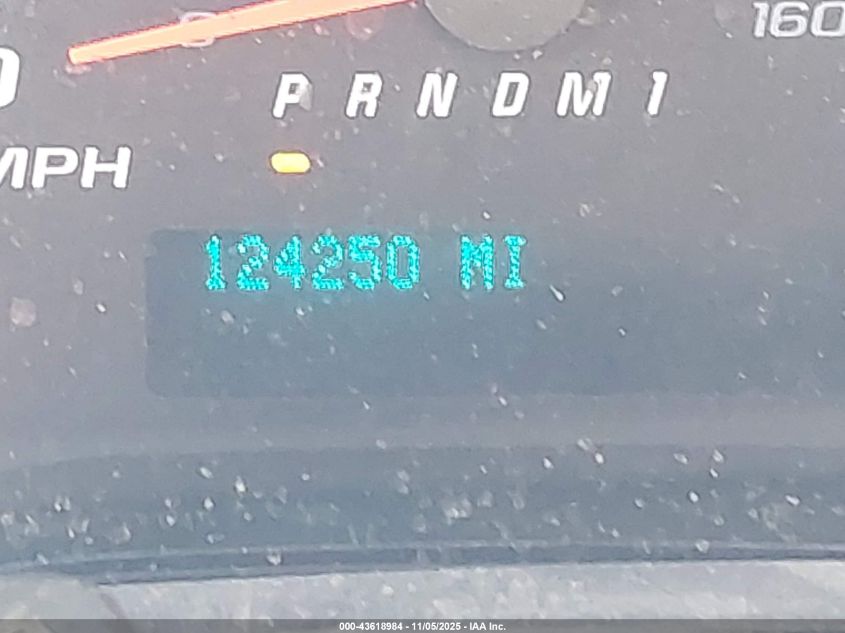 160
P R N D M 1
MPH
124250 MI
000-43618984 - 11/05/2025 - IAA Inc.